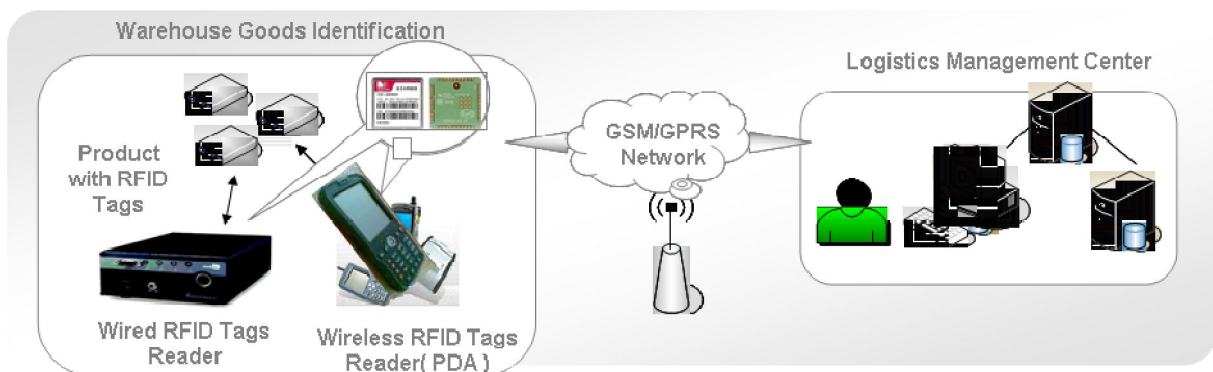 Warehouse Goods Identification
Logistics Management Center
Product
with RFID
Tags
GSM/GPRS
Network
Wired RFID Tags
Reader
Wireless RFID Tags
Reader( PDA )